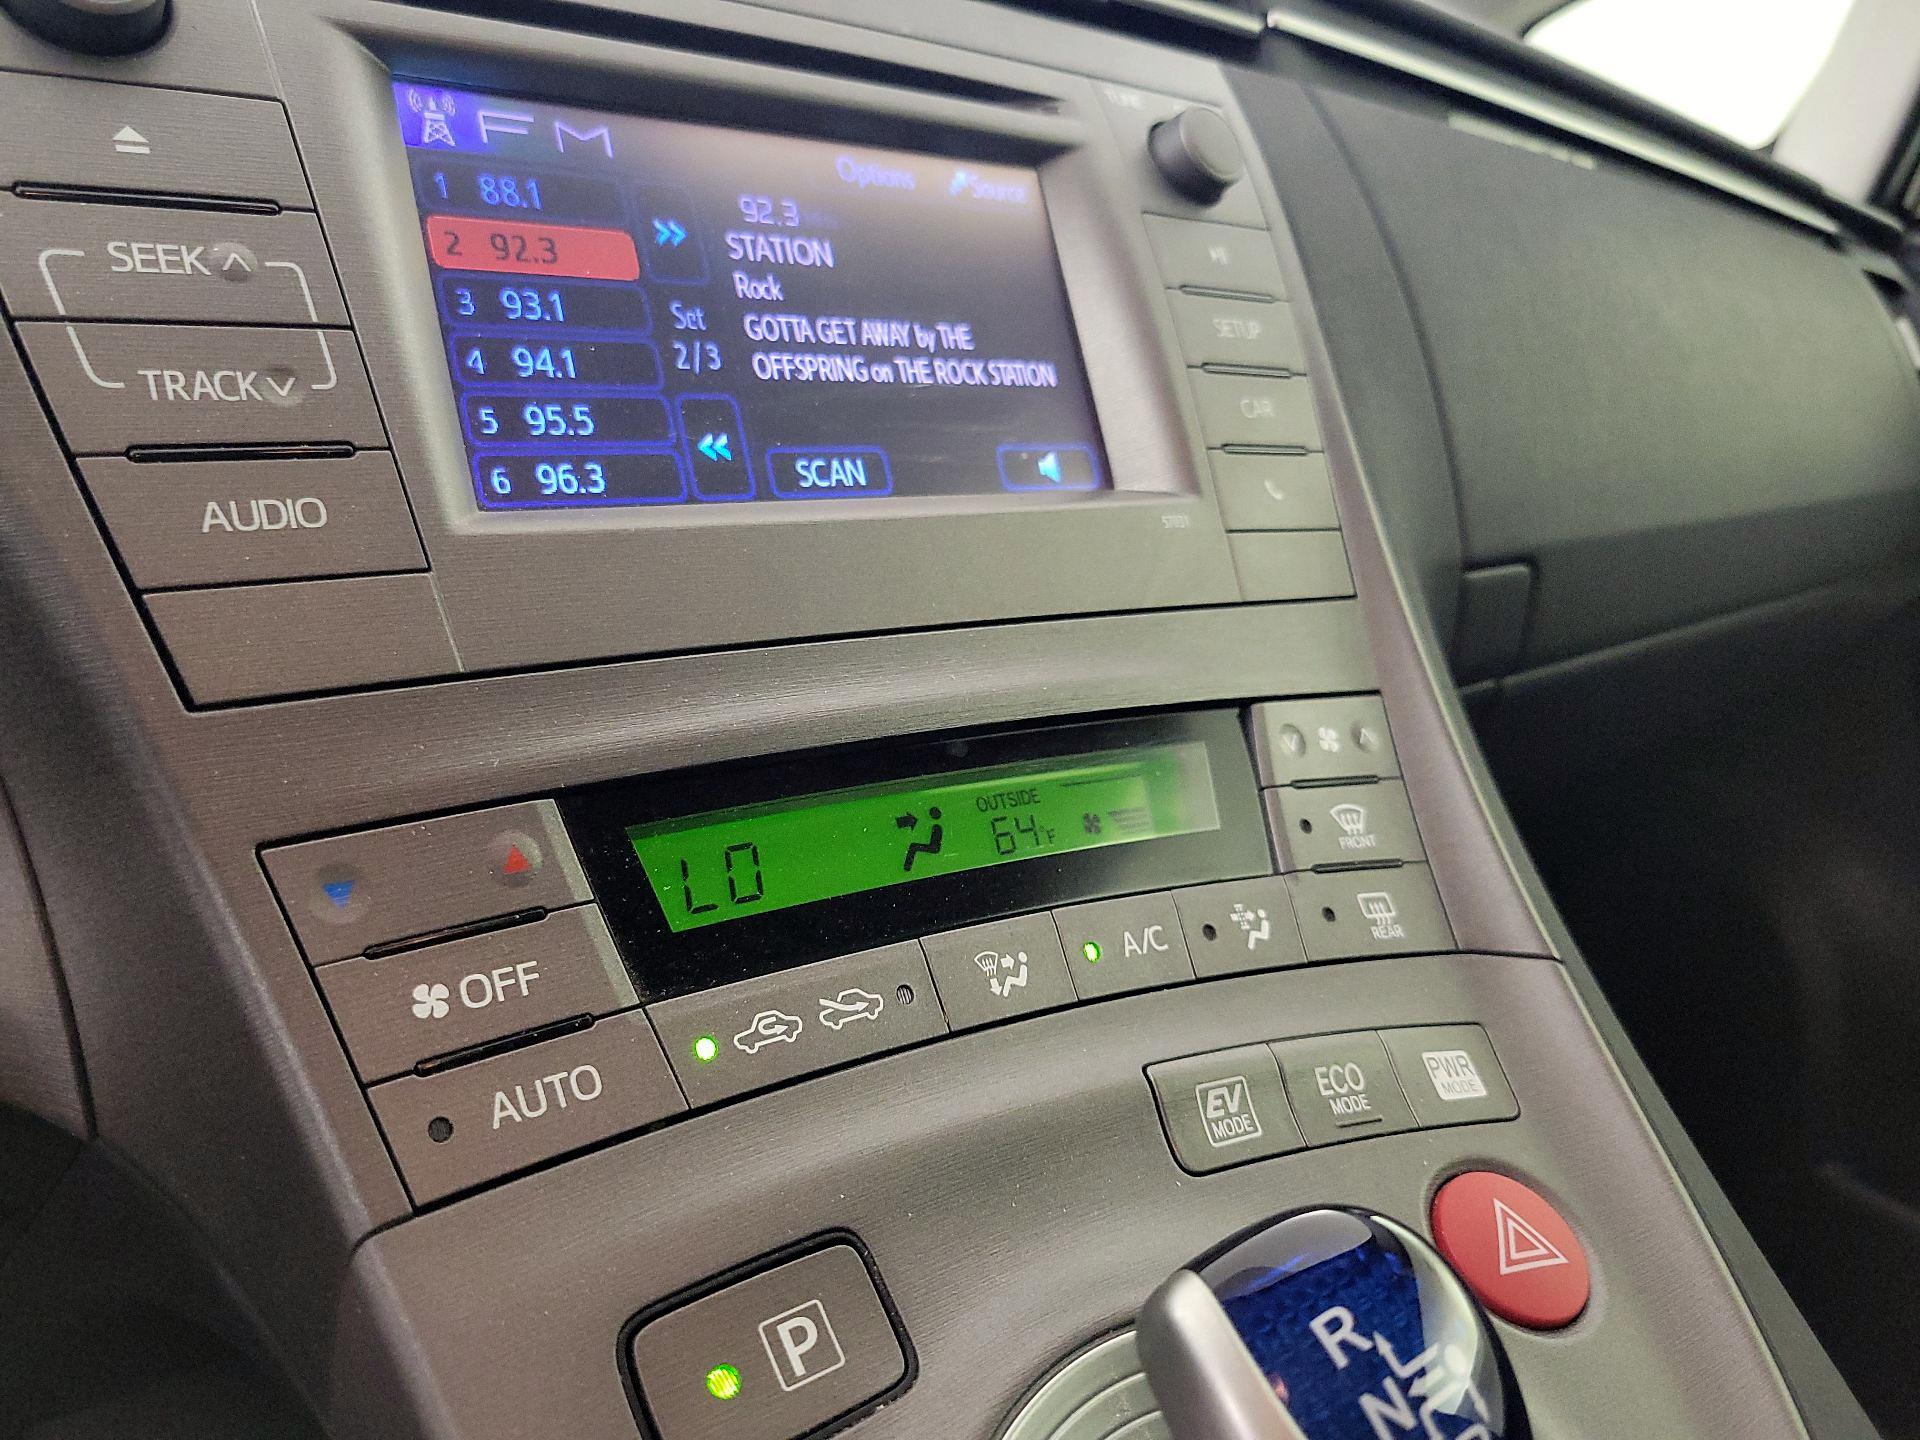 TUNE
FM
Options
Source
1 88.1
2 92.3
3 93.1
4 94.1
5 95.5
6 96.3
Set
2/3
92.3
STATION
Rock
GOTTA GET AWAY by THE
OFFSPRING on THE ROCK STATION
SCAN
SEEK
TRACK
AUDIO
SETUP
CAR
57031
LO
OUTSIDE
64°F
FRONT
REAR
OFF
A/C
AUTO
EV
MODE
ECO
MODE
PWR
MODE
P
R
N